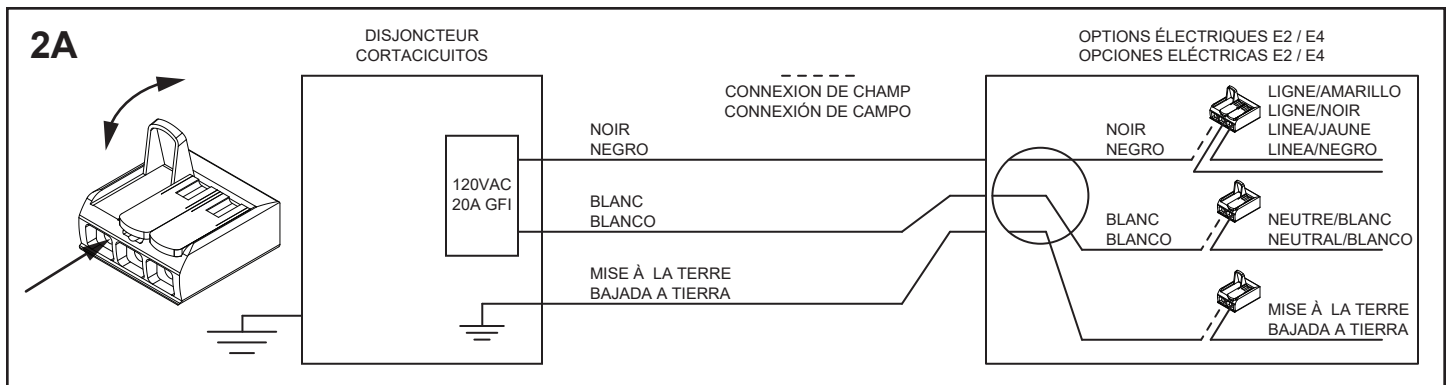 2A
DISJONCTEUR
CORTACICUITOS
OPTIONS ÉLECTRIQUES E2 / E4
OPCIONES ELÉCTRICAS E2 / E4
CONNEXION DE CHAMP
CONNEXIÓN DE CAMPO
120VAC
20A GFI
NOIR
NEGRO
BLANC
BLANCO
MISE À LA TERRE
BAJADA A TIERRA
NOIR
NEGRO
LIGNE/AMARILLO
LIGNE/NOIR
LINEA/JAUNE
LINEA/NEGRO
BLANC
BLANCO
NEUTRE/BLANC
NEUTRAL/BLANCO
MISE À LA TERRE
BAJADA A TIERRA